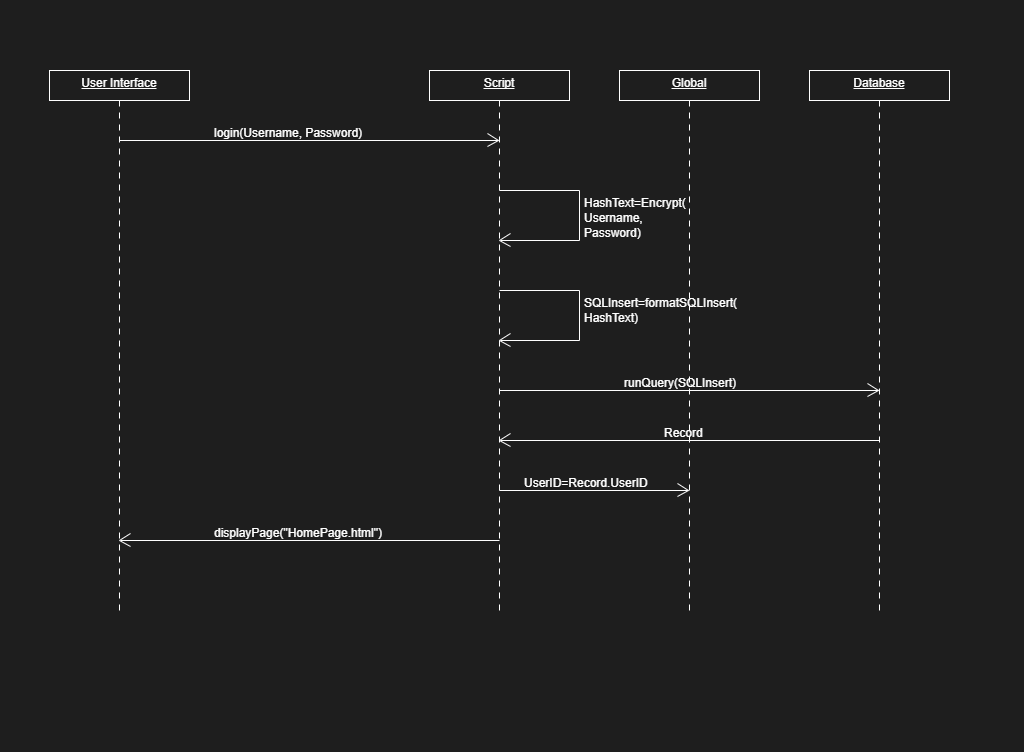 User Interface
Script
Global
Database
login(Username, Password)
HashText=Encrypt(
Username,
Password)
SQLInsert=formatSQLInsert(
HashText)
runQuery(SQLInsert)
Record
UserID=Record.UserID
displayPage("HomePage.html")